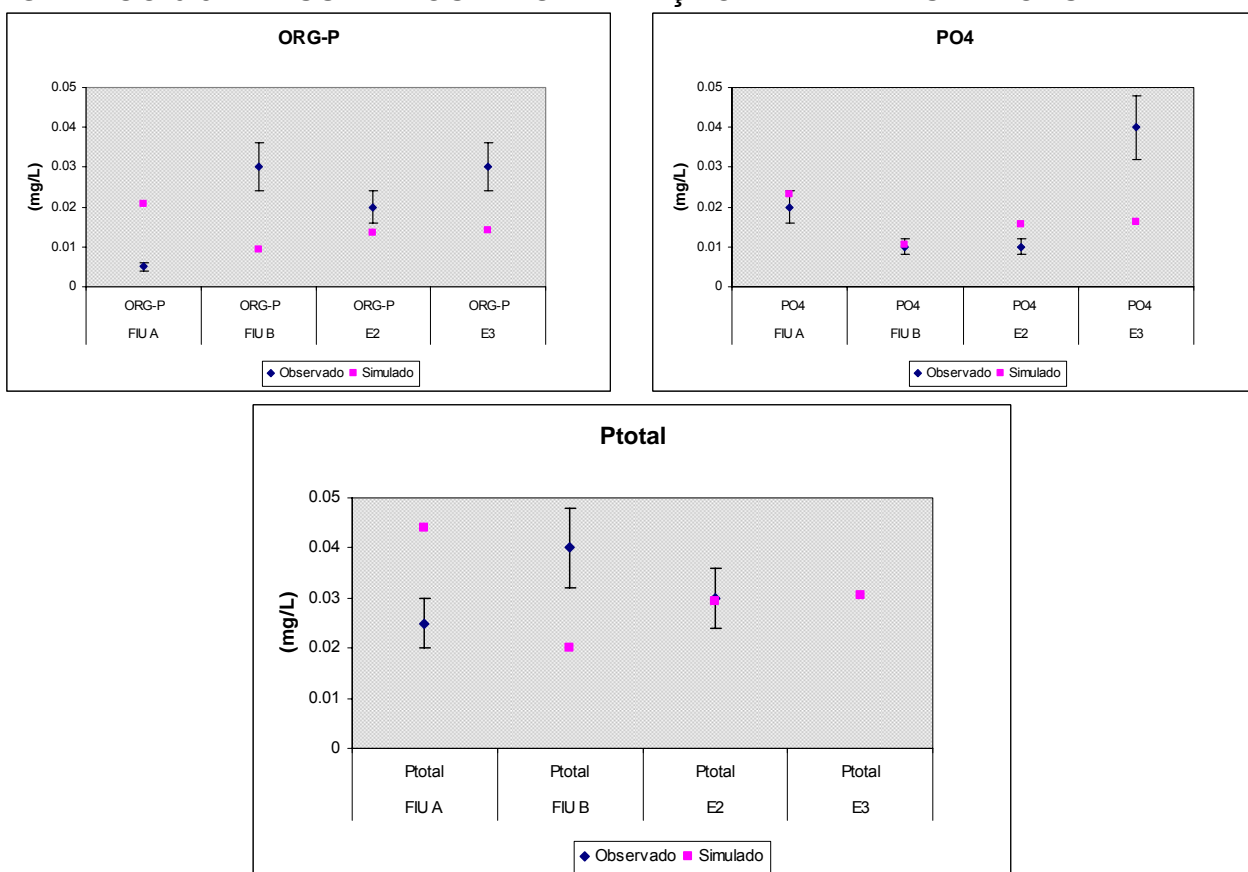 ORG-P
0.05
0.04
0.03
0.02
0.01
0
(mg/L)
ORG-P ORG-P ORG-P ORG-P
FIU A FIU B E2 E3
Observado Simulado
PO4
0.05
0.04
0.03
0.02
0.01
0
(mg/L)
PO4 PO4 PO4 PO4
FIU A FIU B E2 E3
Observado Simulado
Ptotal
0.05
0.04
0.03
0.02
0.01
0
(mg/L)
Ptotal Ptotal Ptotal Ptotal
FIU A FIU B E2 E3
Observado Simulado